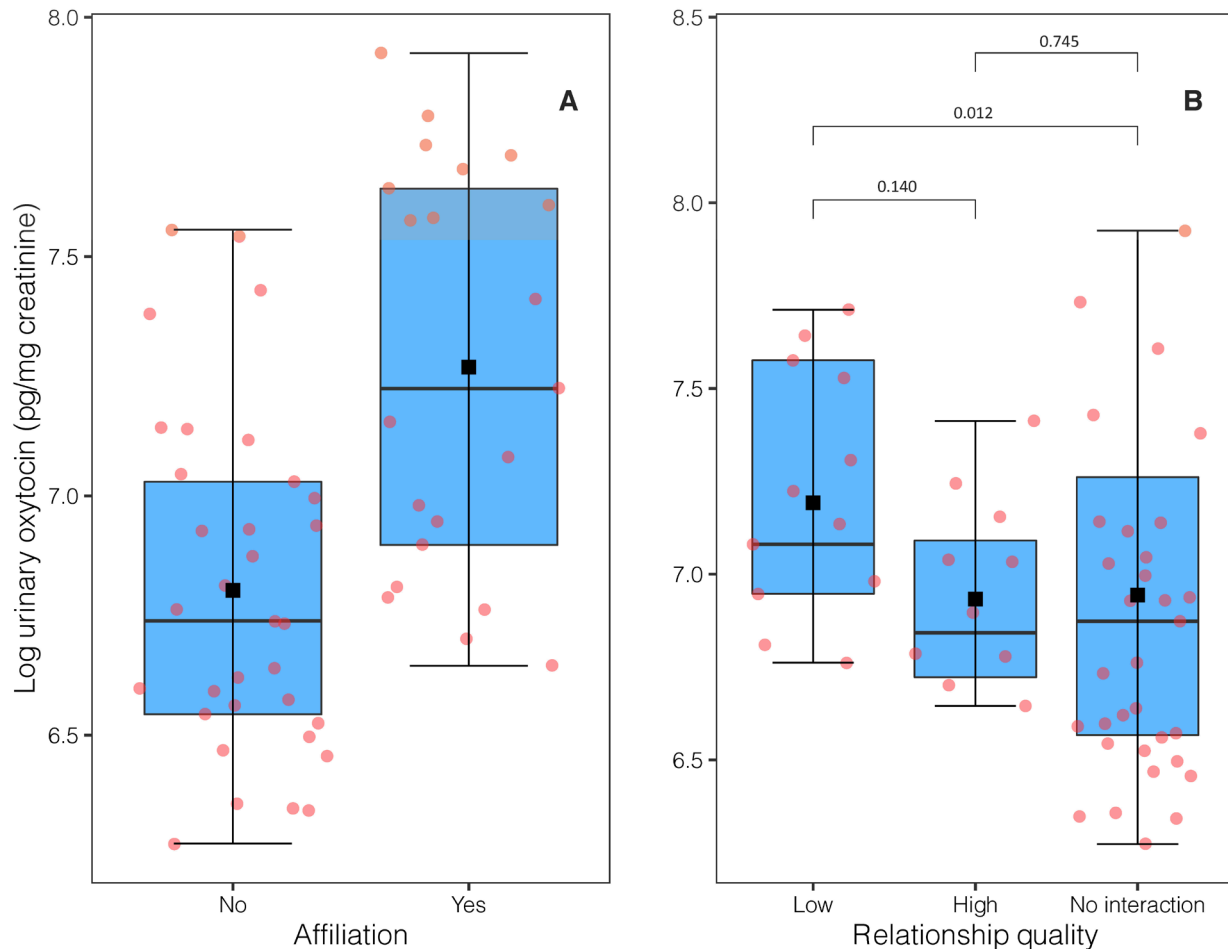 Log urinary oxytocin (pg/mg creatinine)
8.0
7.5
7.0
6.5
A
No
Yes
Affiliation
8.5
8.0
7.5
7.0
6.5
0.745
B
0.012
0.140
Low
High
No interaction
Relationship quality